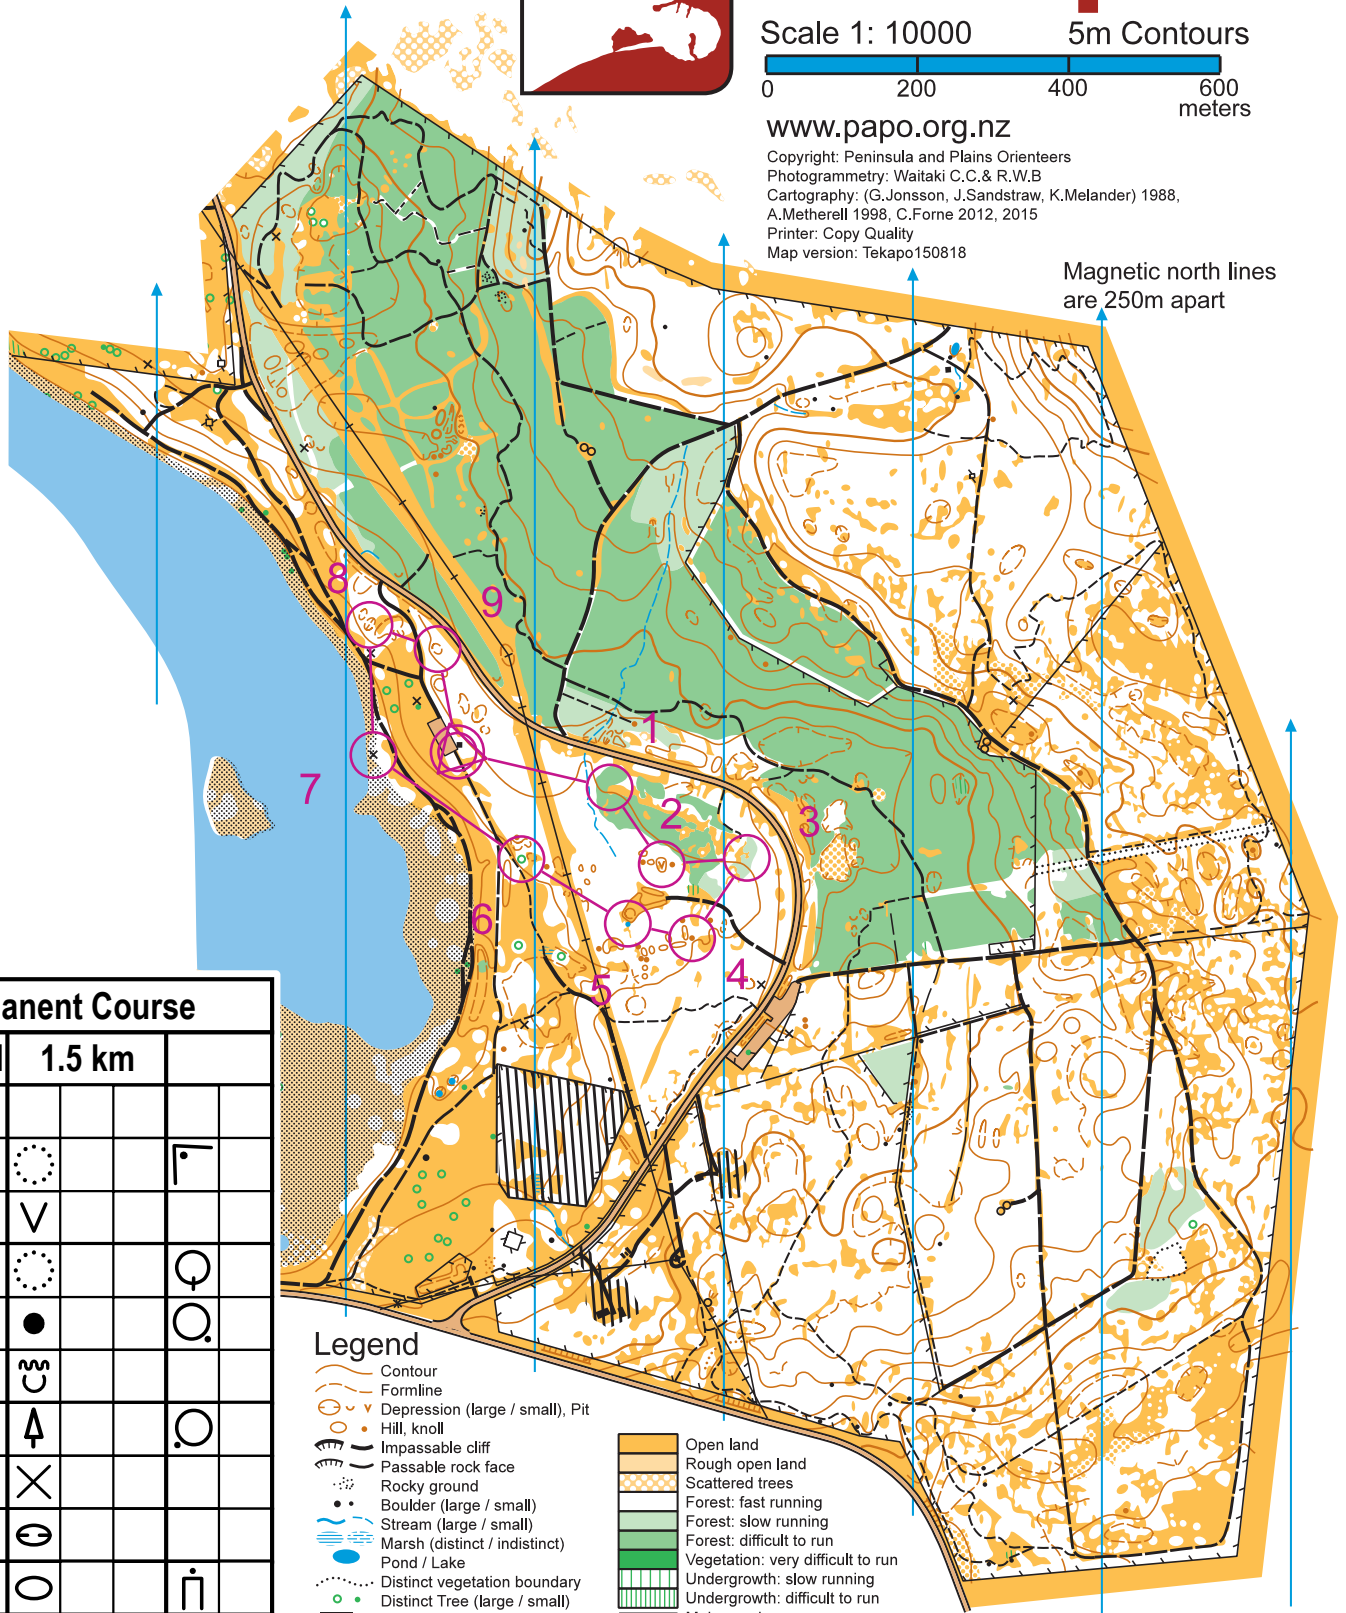 Scale 1: 10000
5m Contours
0
200
400
600
meters
www.papo.org.nz
Copyright: Peninsula and Plains Orienteers
Photogrammetry: Waitaki C.C.& R.W.B
Cartography: (G.Jonsson, J.Sandstraw, K.Melander) 1988,
A.Metherell 1998, C.Forne 2012, 2015
Printer: Copy Quality
Map version: Tekapo150818
Magnetic north lines
are 250m apart
8
9
1
7
2
3
6
5
4
anent Course
1.5 km
Legend
Contour
Formline
Depression (large / small), Pit
Hill, knoll
Impassable cliff
Passable rock face
Rocky ground
Boulder (large / small)
Stream (large / small)
Marsh (distinct / indistinct)
Pond / Lake
Distinct vegetation boundary
Distinct Tree (large / small)
Open land
Rough open land
Scattered trees
Forest: fast running
Forest: slow running
Forest: difficult to run
Vegetation: very difficult to run
Undergrowth: slow running
Undergrowth: difficult to run